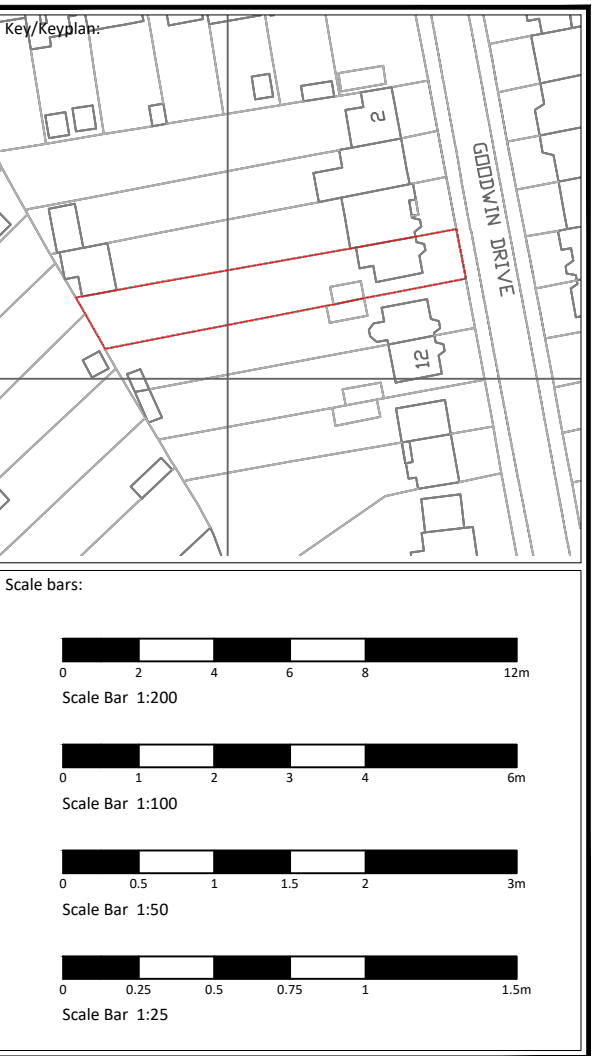 Key/Keyplan:
2
GOODWIN DRIVE
12
Scale bars:
0 2 4 6 8 12m
Scale Bar 1:200
0 1 2 3 4 6m
Scale Bar 1:100
0 0.5 1 1.5 2 3m
Scale Bar 1:50
0 0.25 0.5 0.75 1 1.5m
Scale Bar 1:25